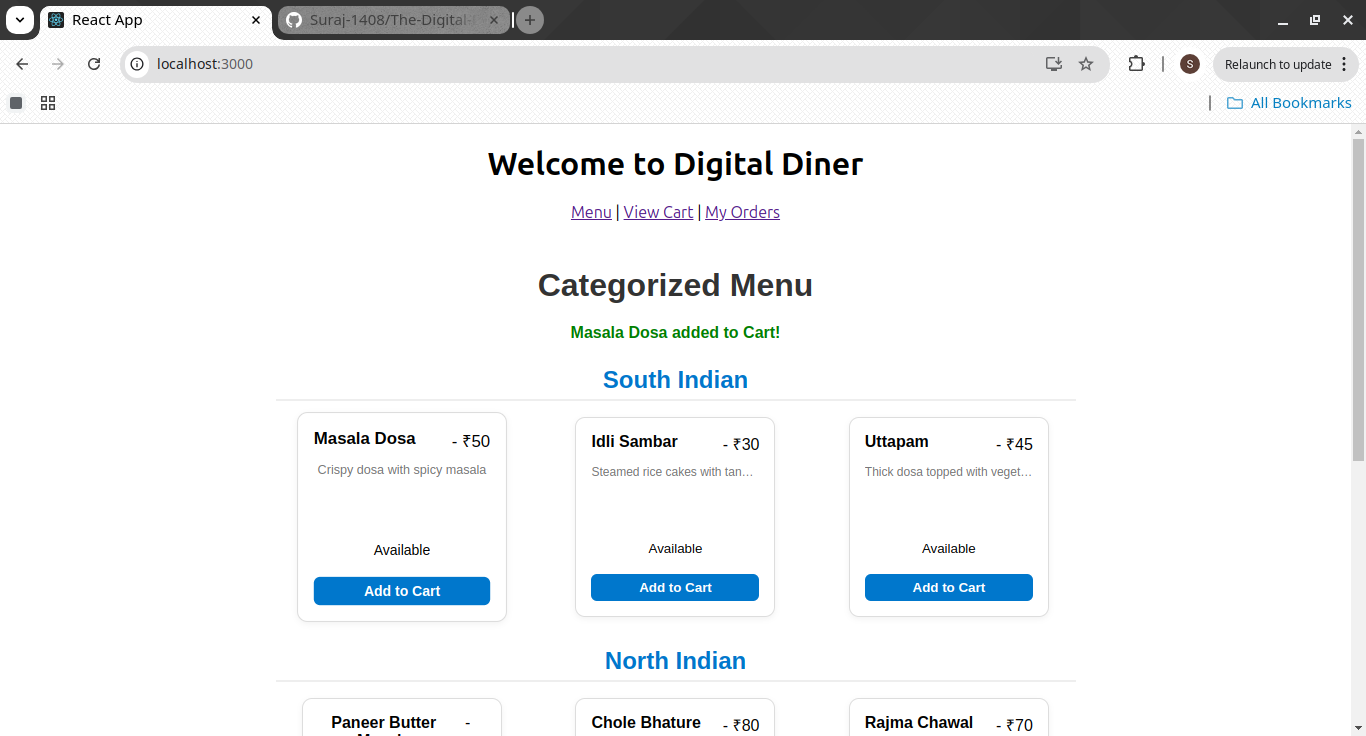 React App
Suraj-1408/The-Digital-
localhost:3000
S
Relaunch to update
All Bookmarks
Welcome to Digital Diner
Menu | View Cart | My Orders
Categorized Menu
Masala Dosa added to Cart!
South Indian
Masala Dosa - ₹50
Crispy dosa with spicy masala
Available
Add to Cart
Idli Sambar - ₹30
Steamed rice cakes with tan…
Available
Add to Cart
Uttapam - ₹45
Thick dosa topped with veget…
Available
Add to Cart
North Indian
Paneer Butter -
Chole Bhature - ₹80
Rajma Chawal - ₹70